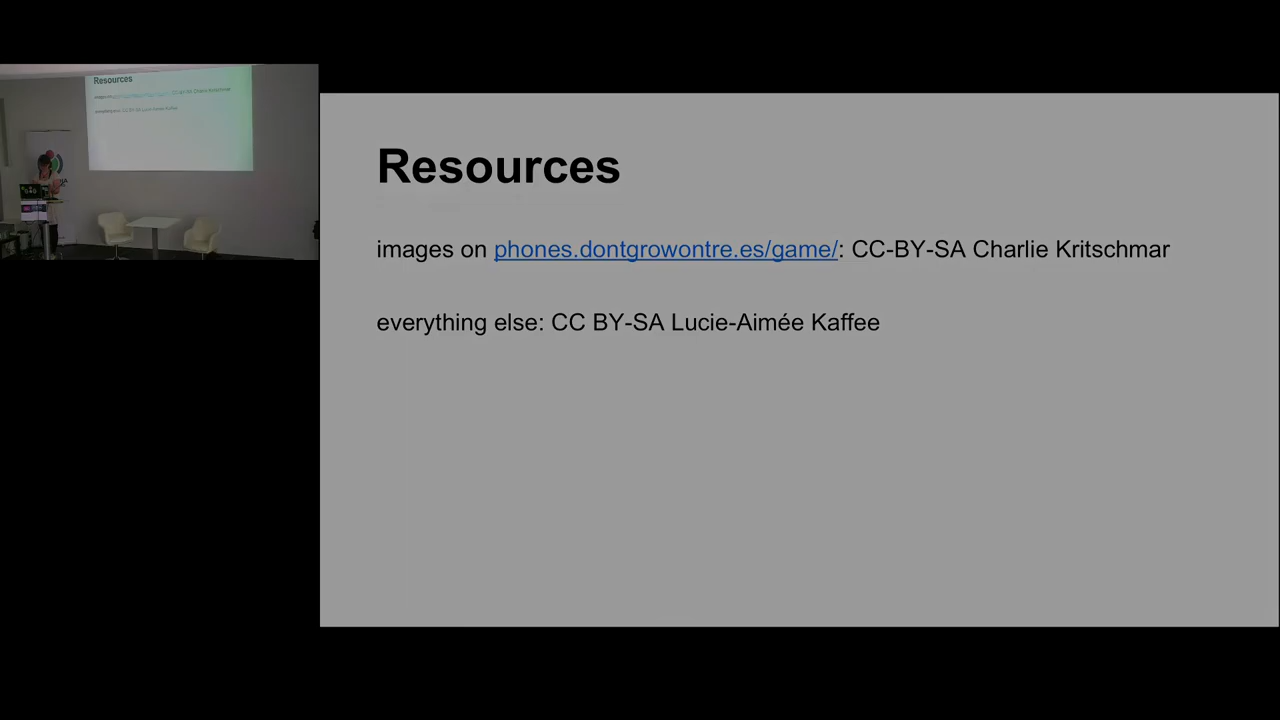 Resources
images on phones.dontgrowontre.es/game/: CC-BY-SA Charlie Kritschmar
everything else: CC BY-SA Lucie-Aimée Kaffee
Resources